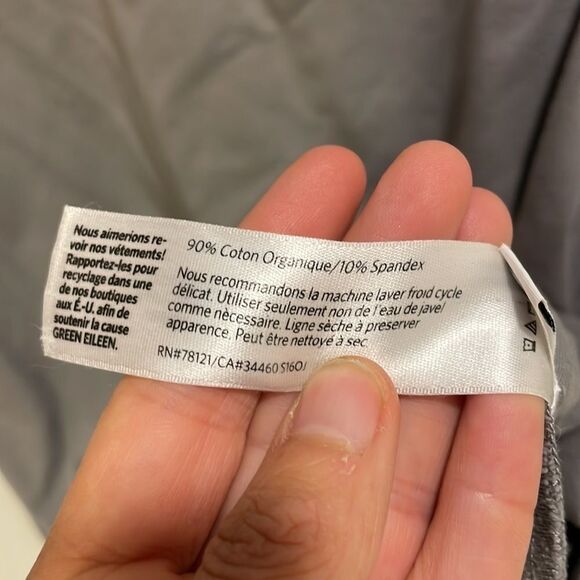 Nous aimerions re-
voir nos vêtements!
Rapportez-les pour
recyclage dans une
de nos boutiques
aux É-U. afin de
soutenir la cause
GREEN EILEEN.
90% Coton Organique/10% Spandex
Nous recommandons la machine laver froid cycle
délicat. Utiliser seulement non de l'eau de javel
comme nècessaire. Ligne sèche à preserver
apparence. Peut être nettoyé à sec
RN#78121/CA#34460 S16O/